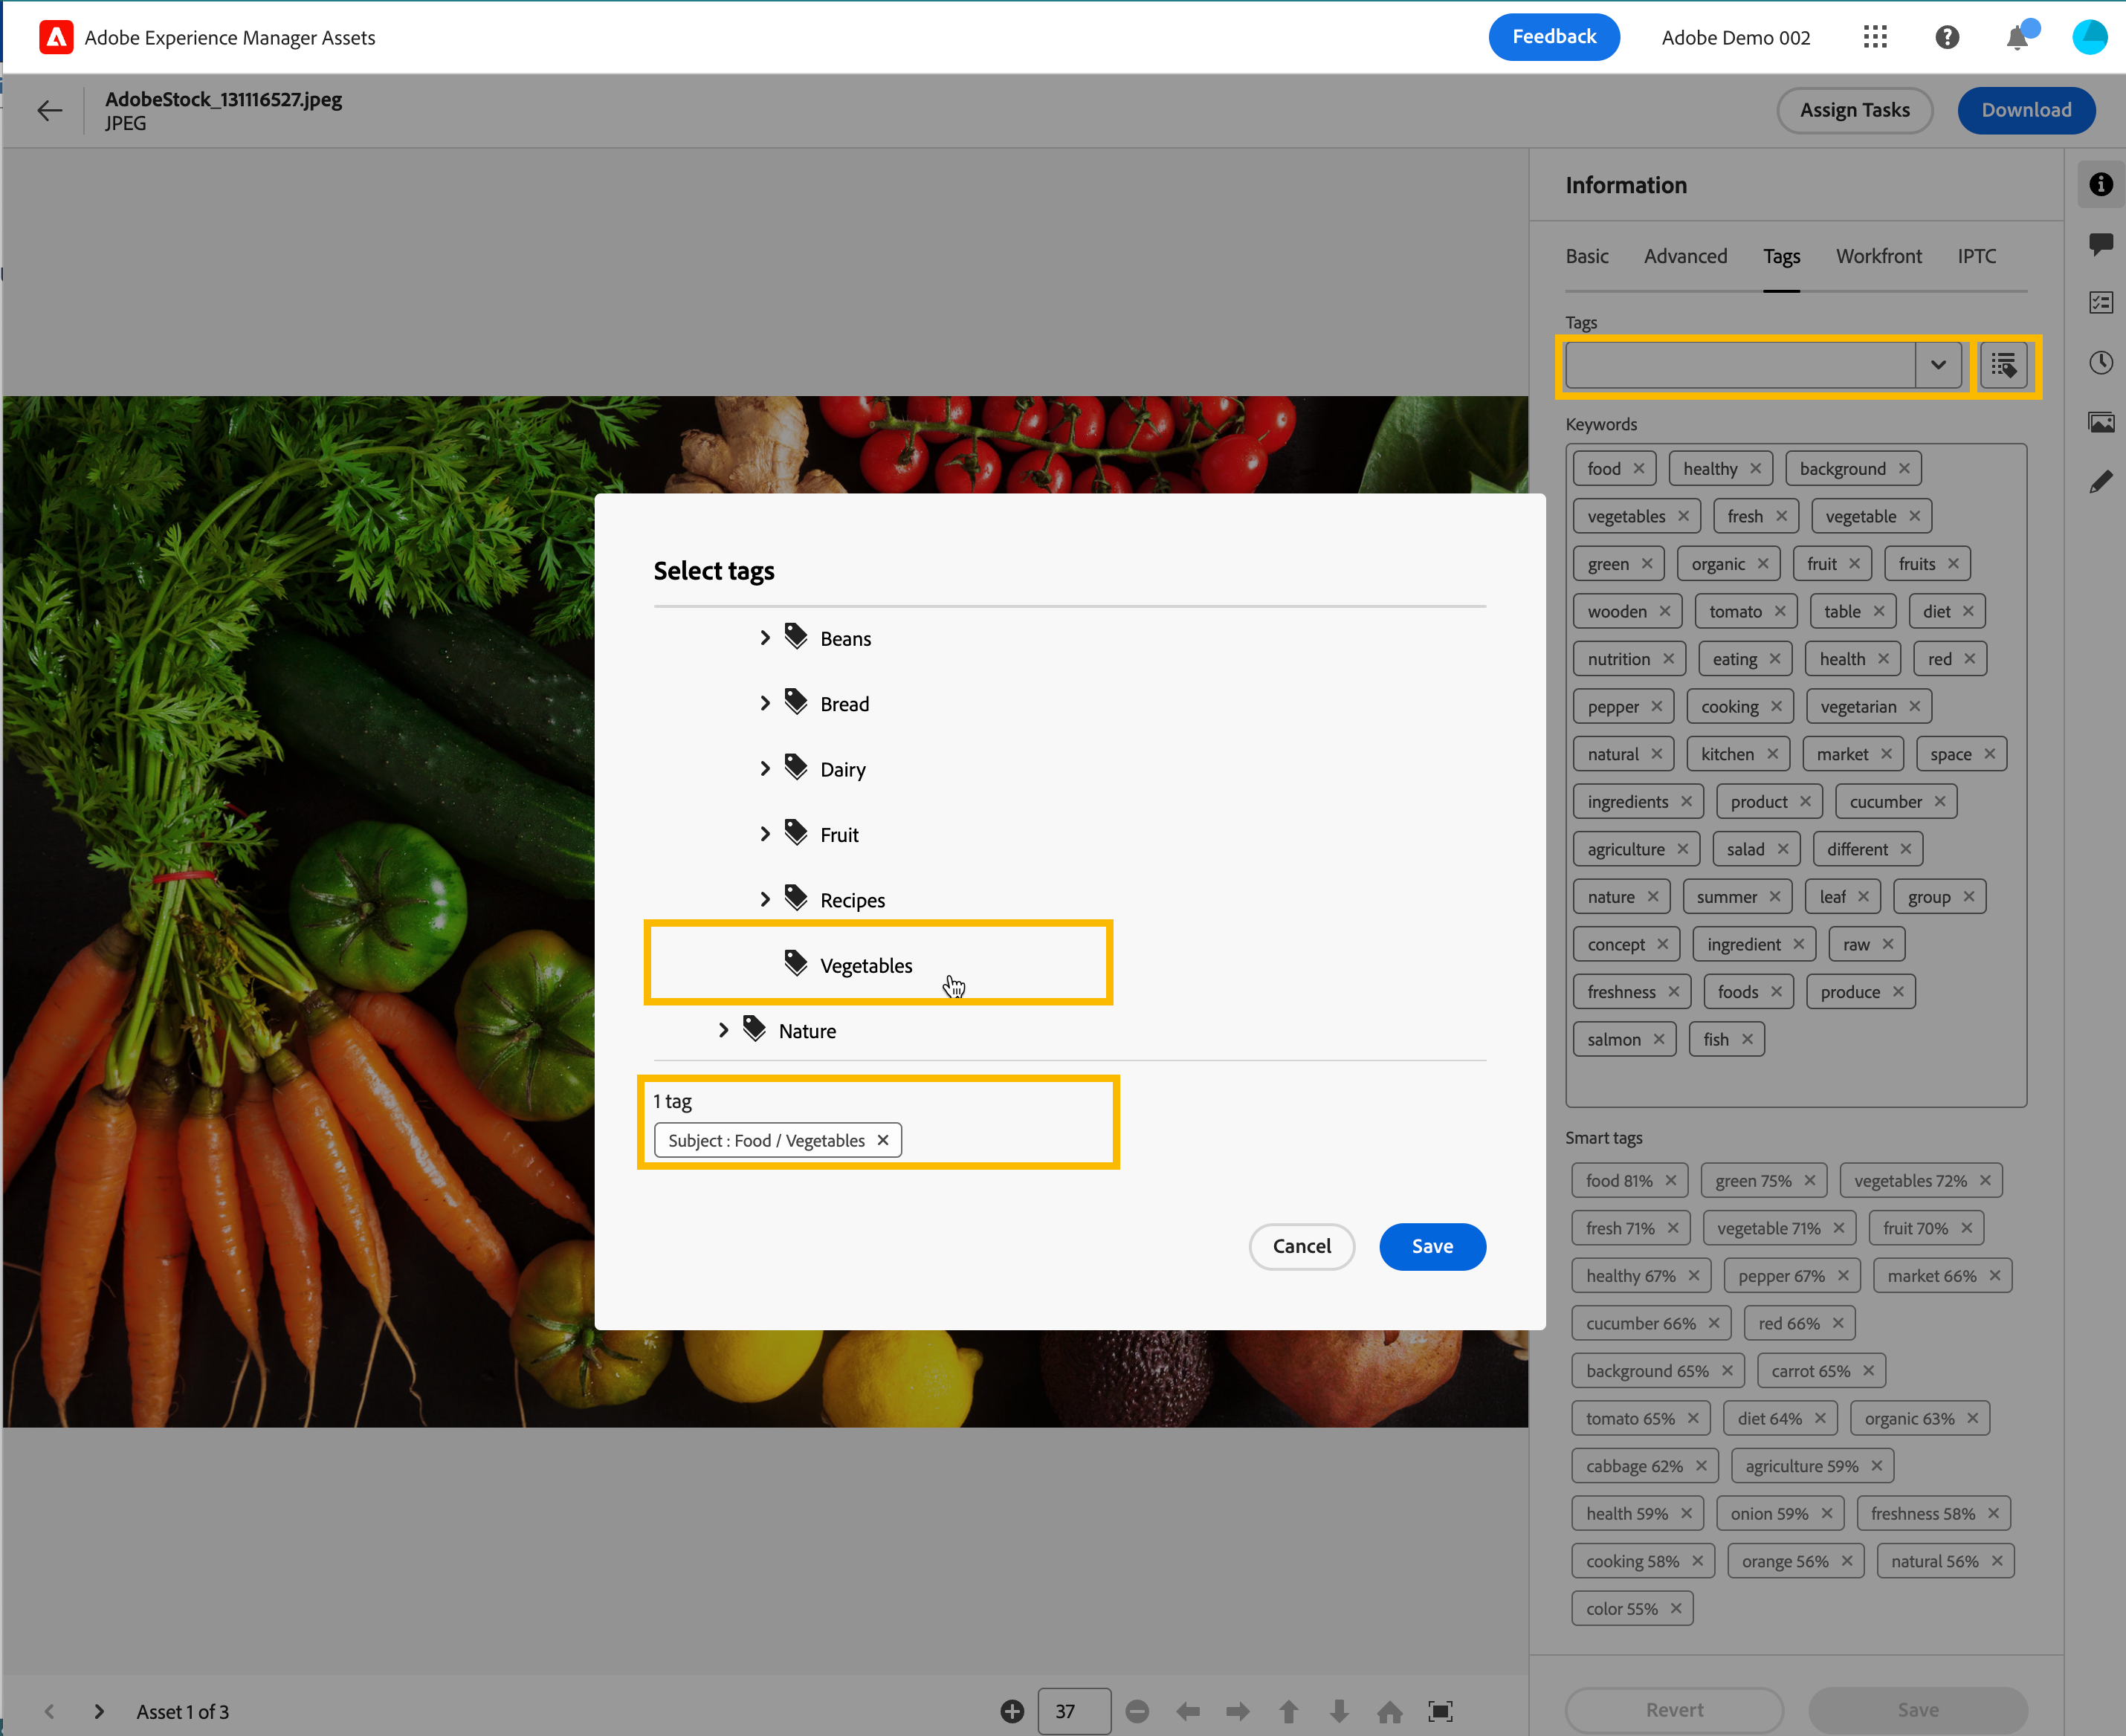 Adobe Experience Manager Assets
Feedback
Adobe Demo 002
AdobeStock_131116527.jpeg
JPEG
Assign Tasks
Download
Information
Basic Advanced Tags Workfront IPTC
Tags
Keywords
food healthy background
vegetables fresh vegetable
green organic fruit fruits
wooden tomato table diet
nutrition eating health red
pepper cooking vegetarian
natural kitchen market space
ingredients product cucumber
agriculture salad different
nature summer leaf group
concept ingredient raw
freshness foods produce
salmon fish
Smart tags
food 81% green 75% vegetables 72%
fresh 71% vegetable 71% fruit 70%
healthy 67% pepper 67% market 66%
cucumber 66% red 66%
background 65% carrot 65%
tomato 65% diet 64% organic 63%
cabbage 62% agriculture 59%
health 59% onion 59% freshness 58%
cooking 58% orange 56% natural 56%
color 55%
Revert
Save
Select tags
Beans
Bread
Dairy
Fruit
Recipes
Vegetables
Nature
1 tag
Subject : Food / Vegetables
Cancel
Save
Asset 1 of 3
37